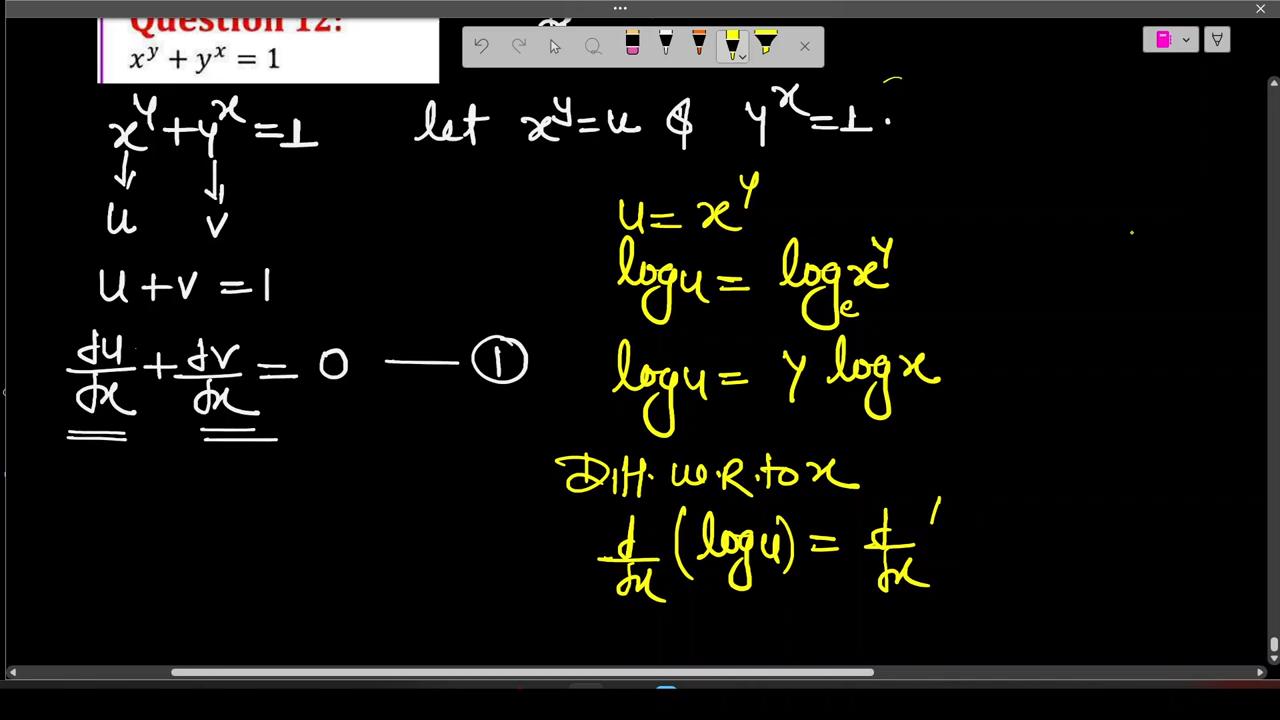 Question 12:
x^y + y^x = 1
x^y + y^x = 1
↓ ↓
u v
u + v = 1
du/dx + dv/dx = 0 — ①
let x^y = u & y^x = 1.
u = x^y
log u = log_e x^y
log u = y log x
Diff. w.R.to x
d/dx (log u) = d/dx